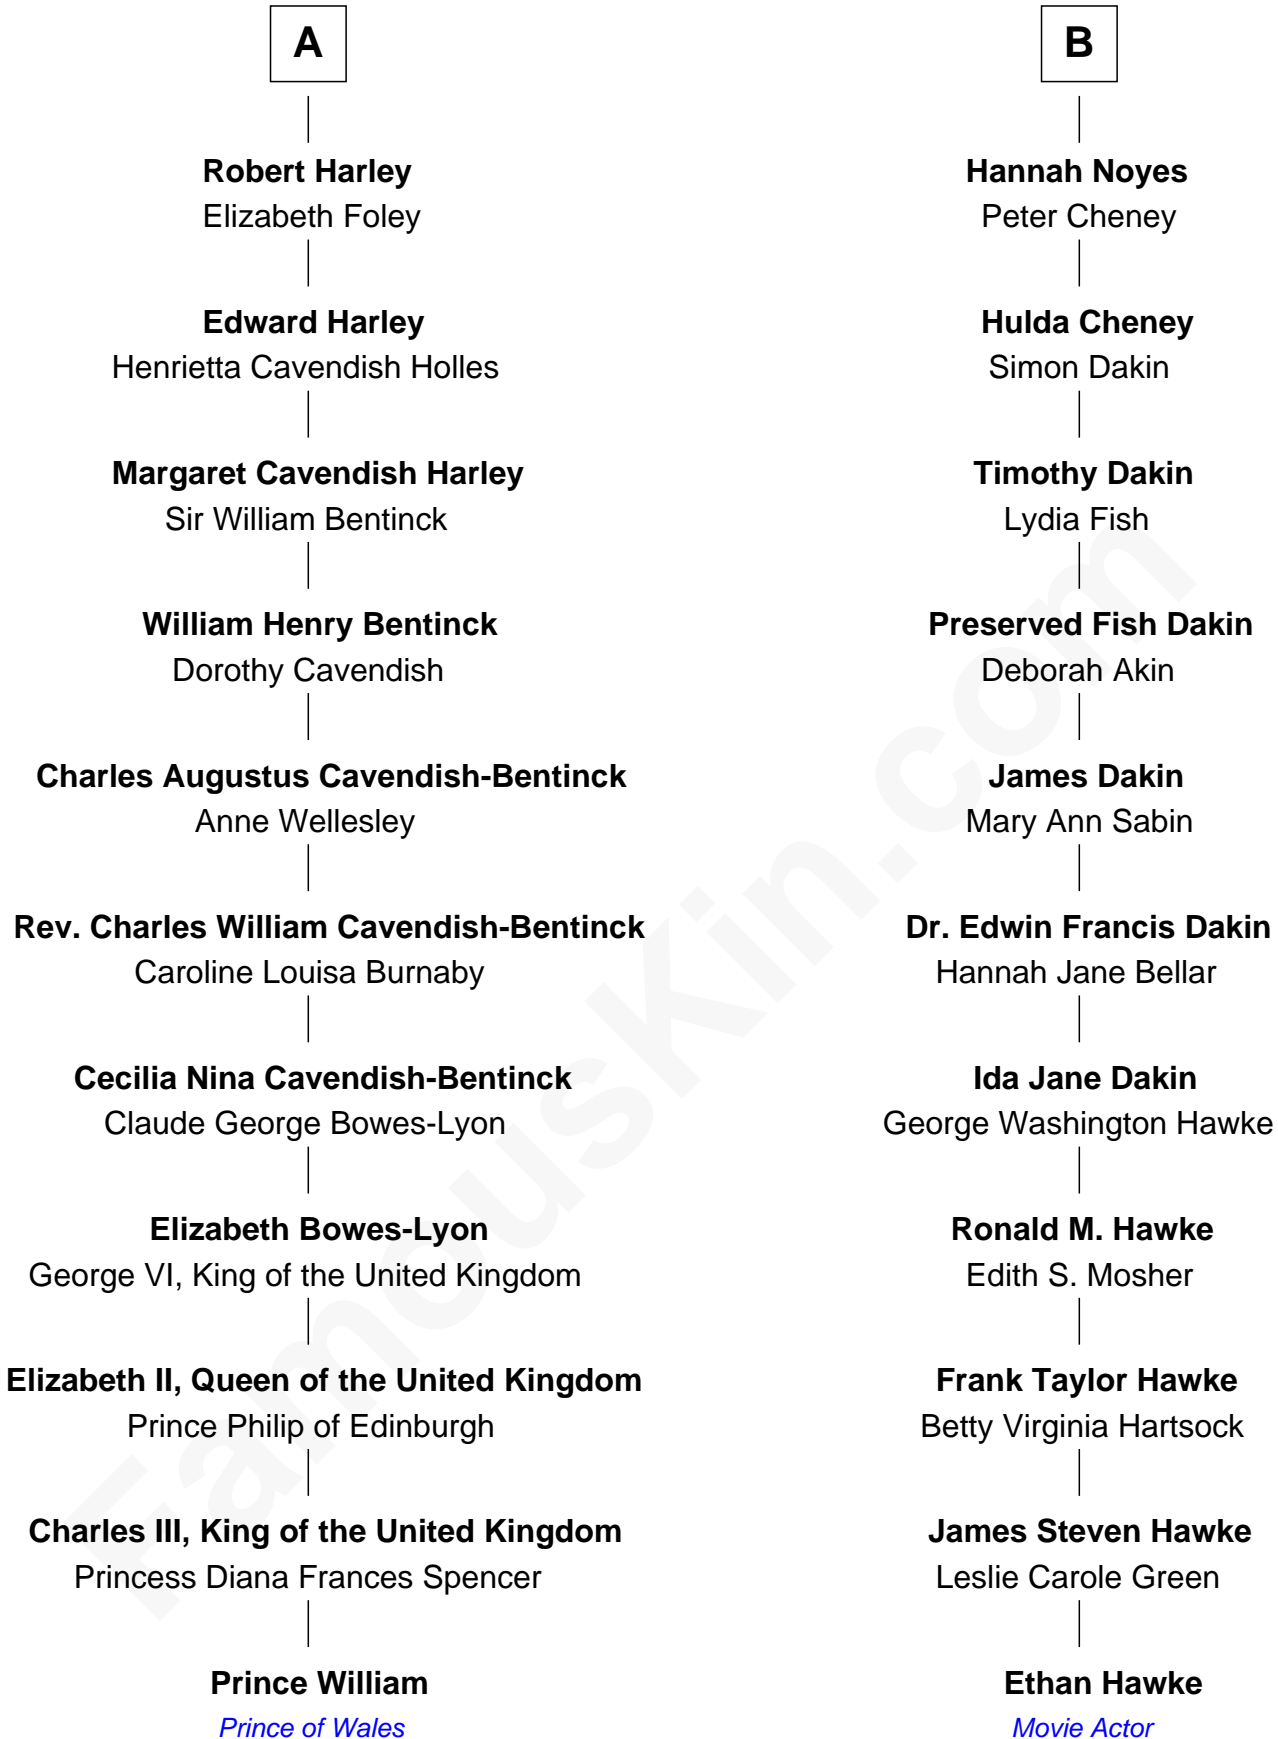 A
Robert Harley
Elizabeth Foley
Edward Harley
Henrietta Cavendish Holles
Margaret Cavendish Harley
Sir William Bentinck
William Henry Bentinck
Dorothy Cavendish
Charles Augustus Cavendish-Bentinck
Anne Wellesley
Rev. Charles William Cavendish-Bentinck
Caroline Louisa Burnaby
Cecilia Nina Cavendish-Bentinck
Claude George Bowes-Lyon
Elizabeth Bowes-Lyon
George VI, King of the United Kingdom
Elizabeth II, Queen of the United Kingdom
Prince Philip of Edinburgh
Charles III, King of the United Kingdom
Princess Diana Frances Spencer
Prince William
Prince of Wales
B
Hannah Noyes
Peter Cheney
Hulda Cheney
Simon Dakin
Timothy Dakin
Lydia Fish
Preserved Fish Dakin
Deborah Akin
James Dakin
Mary Ann Sabin
Dr. Edwin Francis Dakin
Hannah Jane Bellar
Ida Jane Dakin
George Washington Hawke
Ronald M. Hawke
Edith S. Mosher
Frank Taylor Hawke
Betty Virginia Hartsock
James Steven Hawke
Leslie Carole Green
Ethan Hawke
Movie Actor
FamousKin.com